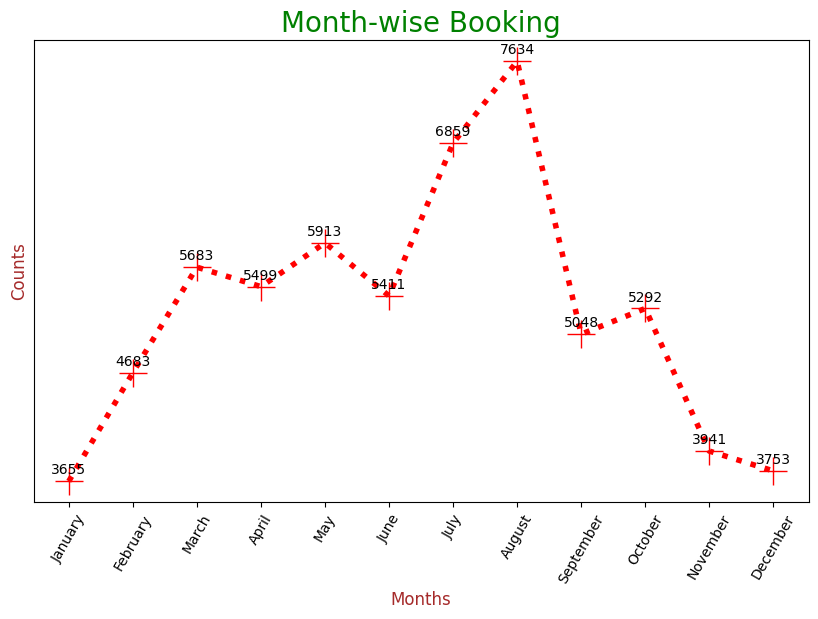 Month-wise Booking
Counts
3655
4683
5683
5499
5913
5411
6859
7634
5048
5292
3941
3753
January
February
March
April
May
June
July
August
September
October
November
December
Months